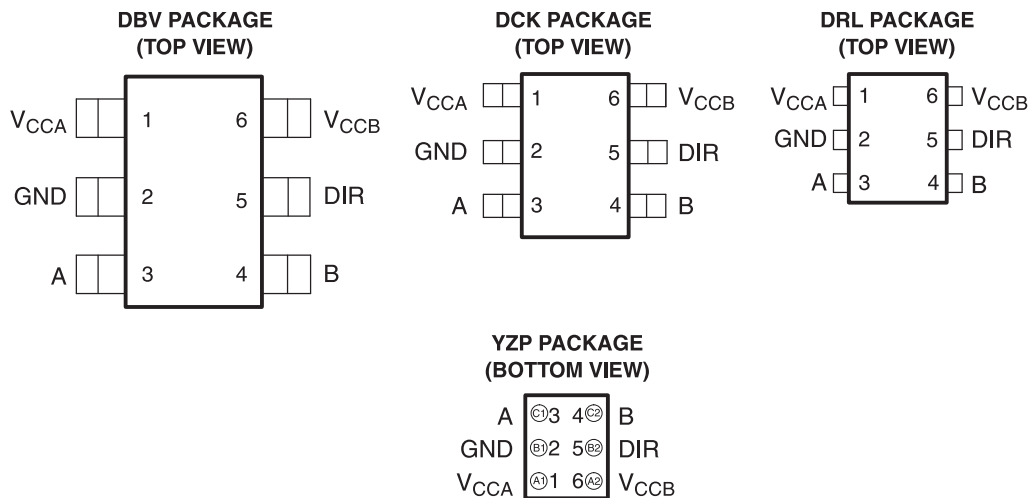 DBV PACKAGE
(TOP VIEW)
VCCA 1 6 VCCB
GND 2 5 DIR
A 3 4 B
DCK PACKAGE
(TOP VIEW)
VCCA 1 6 VCCB
GND 2 5 DIR
A 3 4 B
DRL PACKAGE
(TOP VIEW)
VCCA 1 6 VCCB
GND 2 5 DIR
A 3 4 B
YZP PACKAGE
(BOTTOM VIEW)
A C1 3 4 C2 B
GND B1 2 5 B2 DIR
VCCA A1 1 6 A2 VCCB